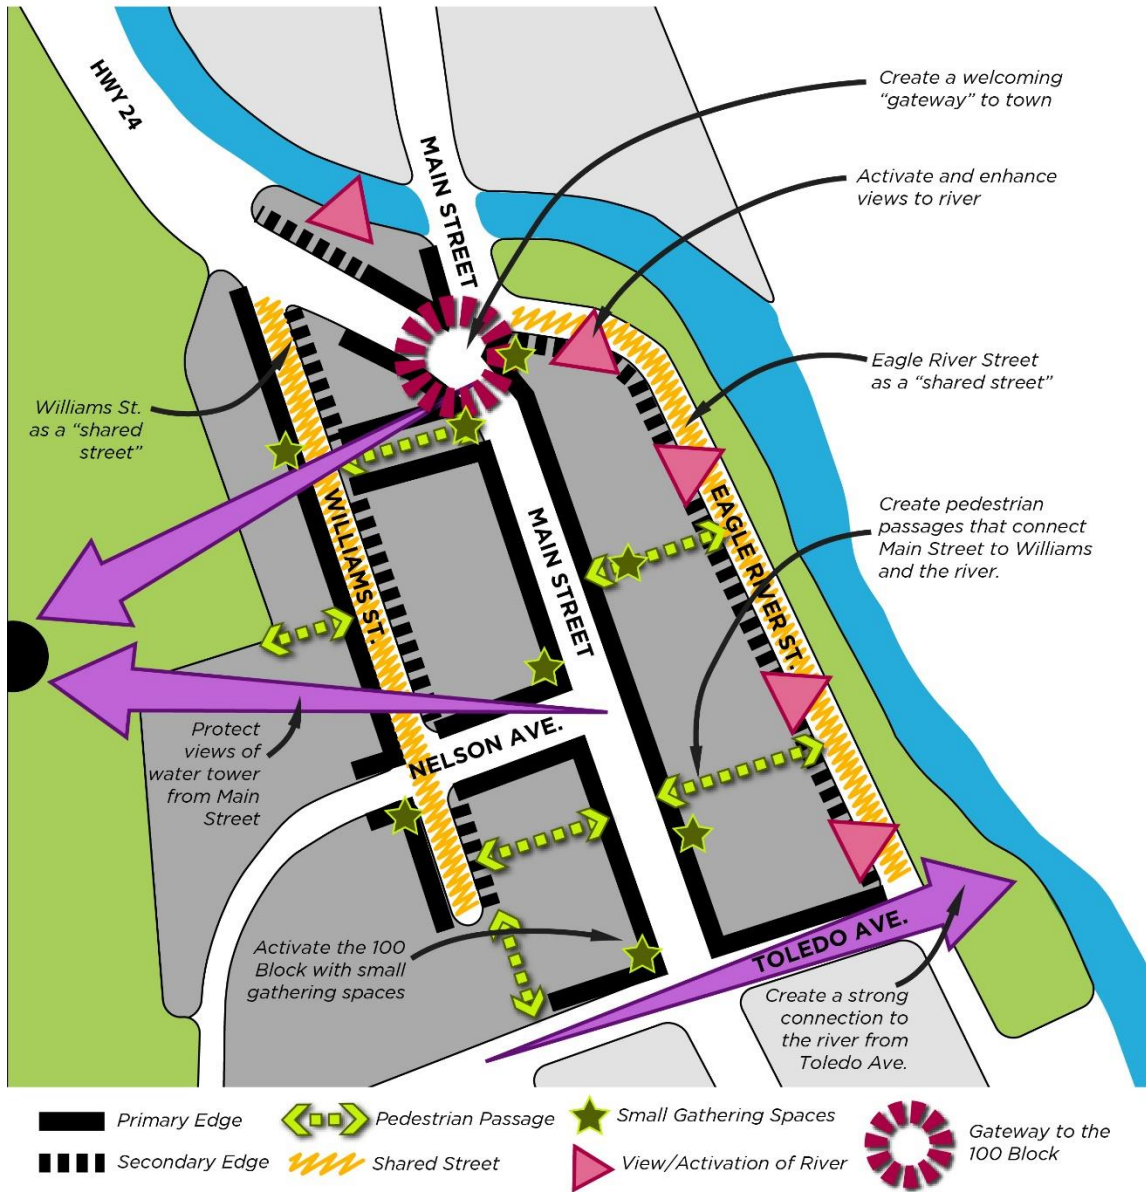 HWY 24
MAIN STREET
Create a welcoming
“gateway” to town
Activate and enhance
views to river
Eagle River Street
as a “shared street”
Williams St.
as a “shared
street”
WILLIAMS ST.
MAIN STREET
EAGLE RIVER ST.
Create pedestrian
passages that connect
Main Street to Williams
and the river.
Protect
views of
water tower
from Main
Street
NELSON AVE.
Activate the 100
Block with small
gathering spaces
TOLEDO AVE.
Create a strong
connection to
the river from
Toledo Ave.
Primary Edge
Pedestrian Passage
Small Gathering Spaces
Gateway to the
100 Block
Secondary Edge
Shared Street
View/Activation of River